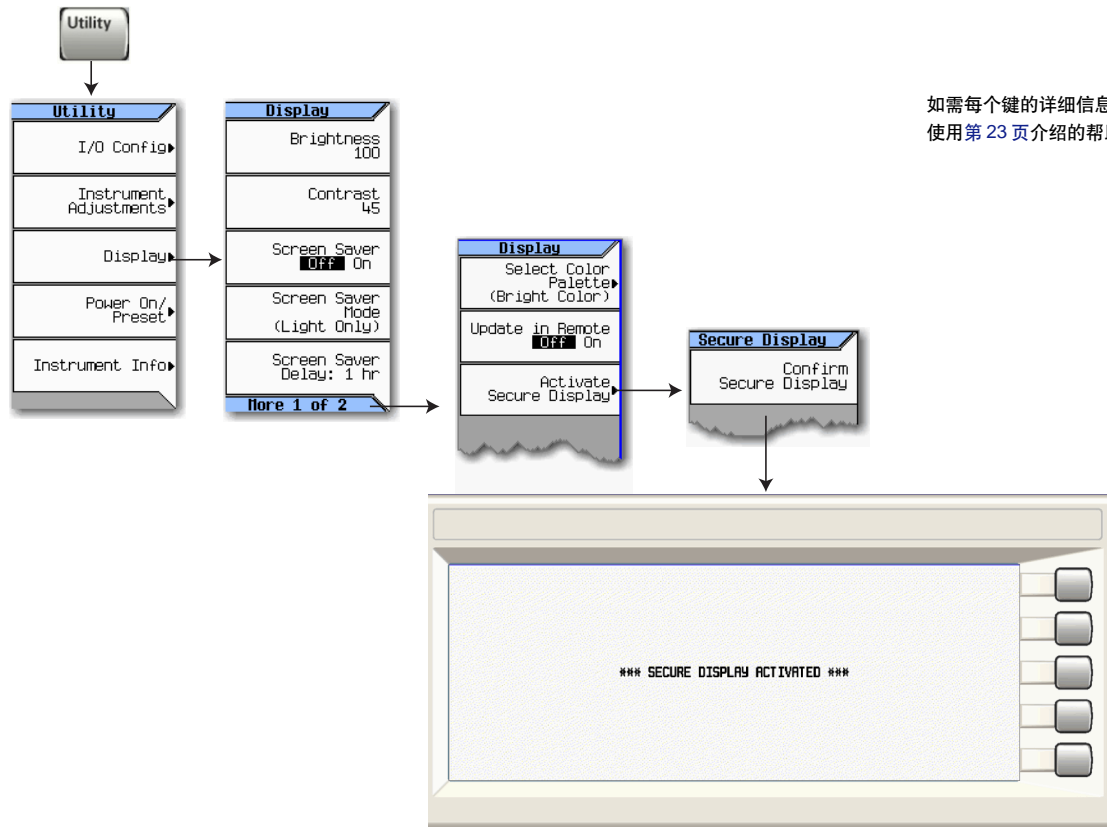 Utility
Utility
I/O Config
Instrument
Adjustments
Display
Power On/
Preset
Instrument Info
Display
Brightness
100
Contrast
45
Screen Saver
Off On
Screen Saver
Mode
(Light Only)
Screen Saver
Delay: 1 hr
More 1 of 2
Display
Select Color
Palette
(Bright Color)
Update in Remote
Off On
Activate
Secure Display
Secure Display
Confirm
Secure Display
如需每个键的详细信息
使用第 23 页介绍的帮
*** SECURE DISPLAY ACTIVATED ***